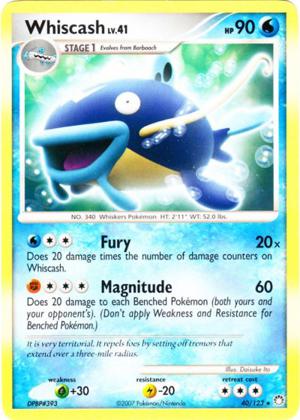 Whiscash LV.41
HP 90
STAGE 1 Evolves from Barboach
NO. 340 Whiskers Pokémon HT: 2'11" WT: 52.0 lbs.
Fury 20x
Does 20 damage times the number of damage counters on
Whiscash.
Magnitude 60
Does 20 damage to each Benched Pokémon (both yours and
your opponent's). (Don't apply Weakness and Resistance
for Benched Pokémon.)
It is very territorial. It repels foes by setting off tremors
that extend over a three-mile radius.
Illus. Daisuke Ito
weakness resistance retreat cost
+30 -20
DPBP#393 ©2007 Pokémon/Nintendo 40/123